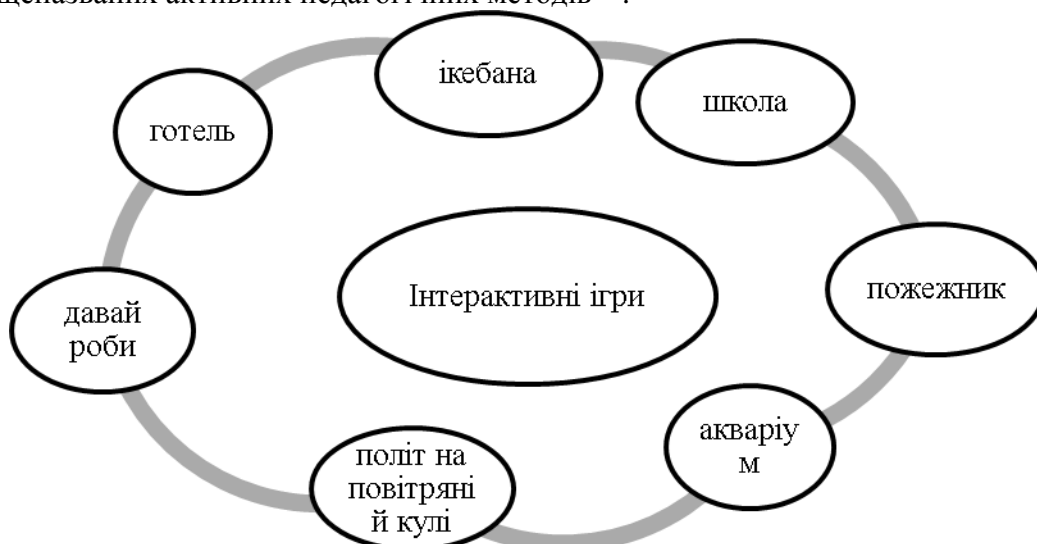 активних педагогічних методів
ікебана
школа
готель
пожежник
Інтерактивні ігри
давай
роби
акваріу
м
політ на
повітряні
й кулі